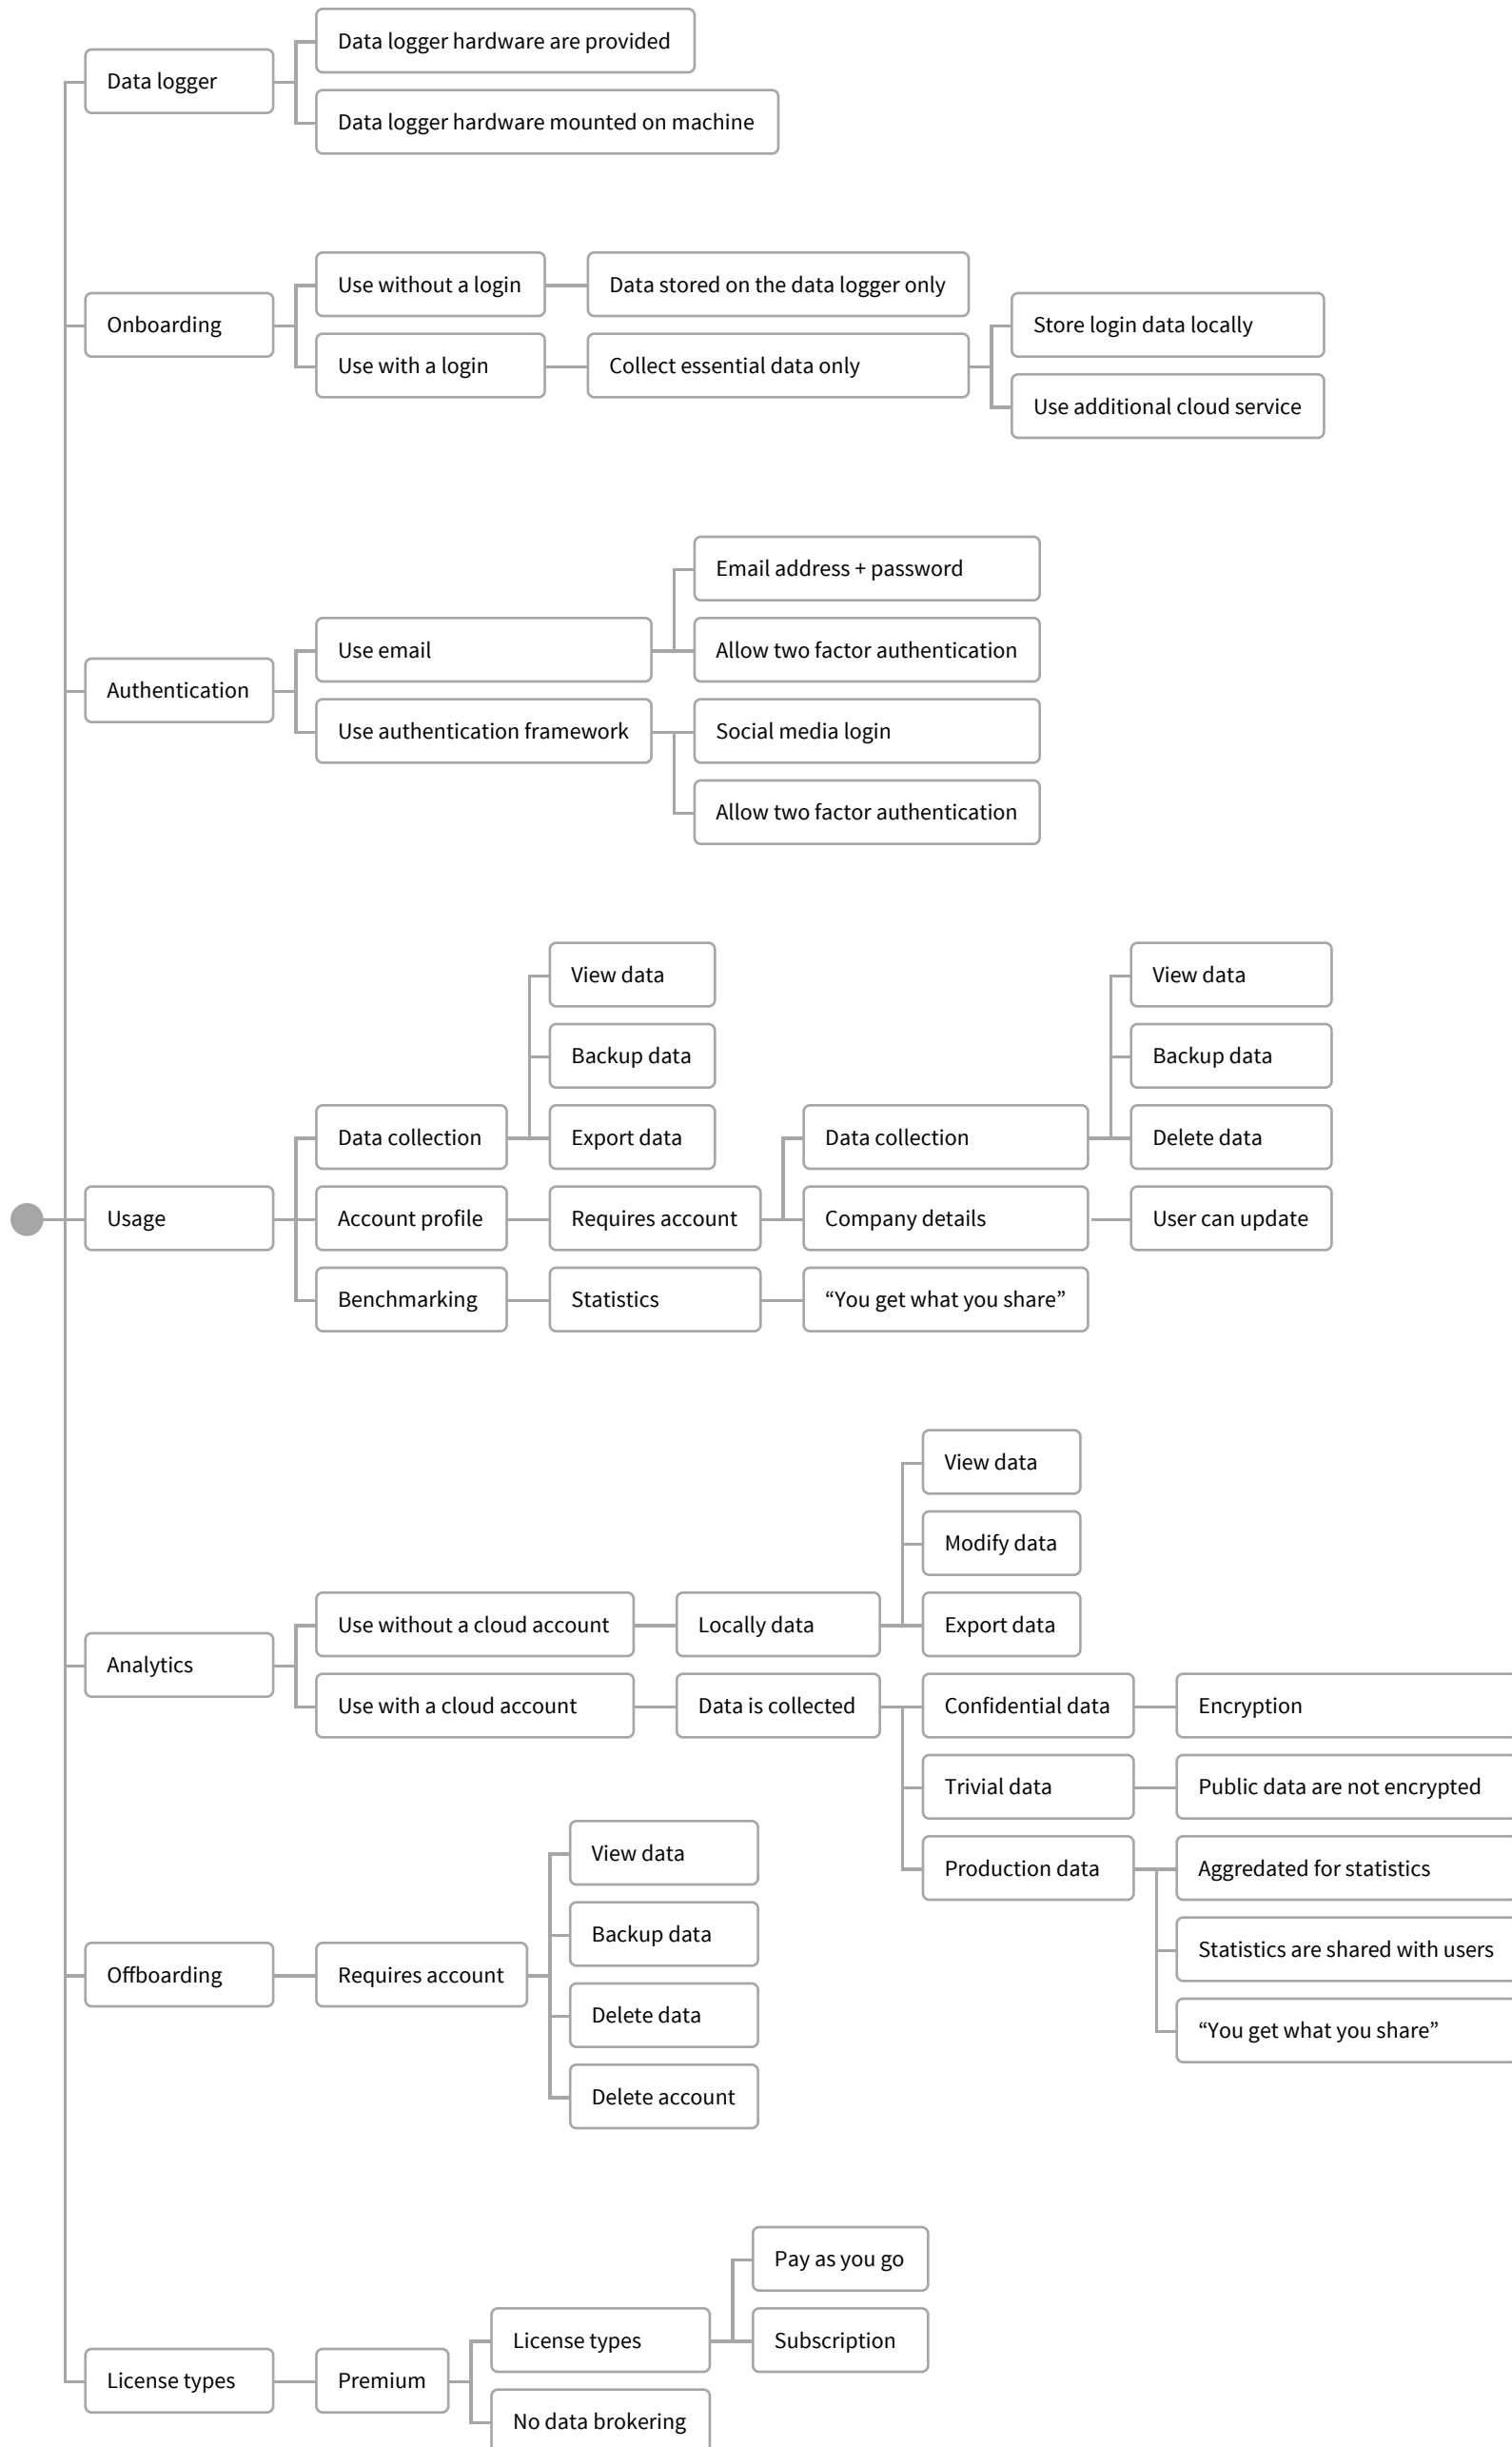 Data logger
Data logger hardware are provided
Data logger hardware mounted on machine
Onboarding
Use without a login
Data stored on the data logger only
Use with a login
Collect essential data only
Store login data locally
Use additional cloud service
Authentication
Use email
Email address + password
Allow two factor authentication
Use authentication framework
Social media login
Allow two factor authentication
Usage
Data collection
View data
Backup data
Export data
Account profile
Requires account
Data collection
View data
Backup data
Delete data
Company details
User can update
Benchmarking
Statistics
“You get what you share”
Analytics
Use without a cloud account
Locally data
View data
Modify data
Export data
Use with a cloud account
Data is collected
Confidential data
Encryption
Trivial data
Public data are not encrypted
Production data
Aggredated for statistics
Statistics are shared with users
“You get what you share”
Offboarding
Requires account
View data
Backup data
Delete data
Delete account
License types
Premium
License types
Pay as you go
Subscription
No data brokering